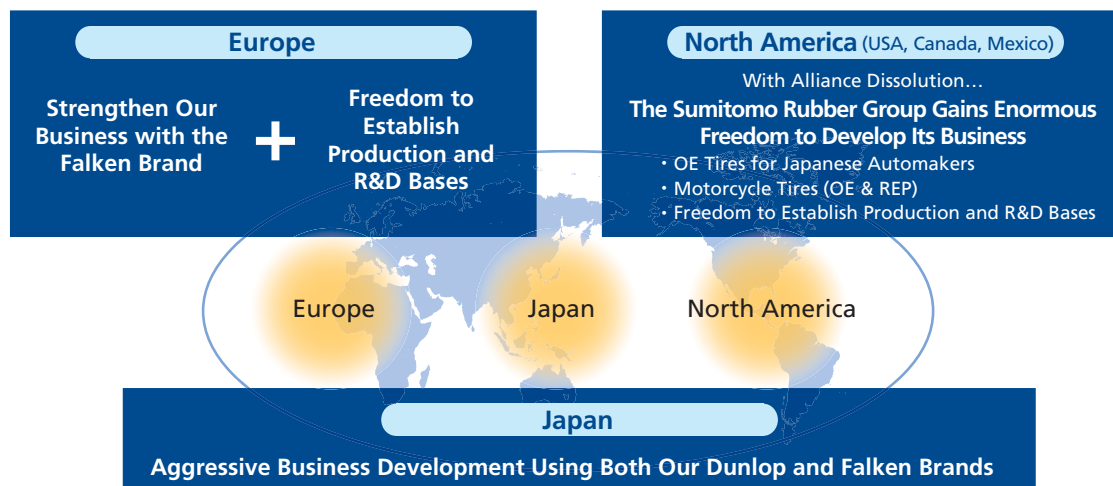 Europe
Strengthen Our
Business with the
Falken Brand
+
Freedom to
Establish
Production and
R&D Bases
North America (USA, Canada, Mexico)
With Alliance Dissolution…
The Sumitomo Rubber Group Gains Enormous
Freedom to Develop Its Business
・OE Tires for Japanese Automakers
・Motorcycle Tires (OE & REP)
・Freedom to Establish Production and R&D Bases
Europe
Japan
North America
Japan
Aggressive Business Development Using Both Our Dunlop and Falken Brands